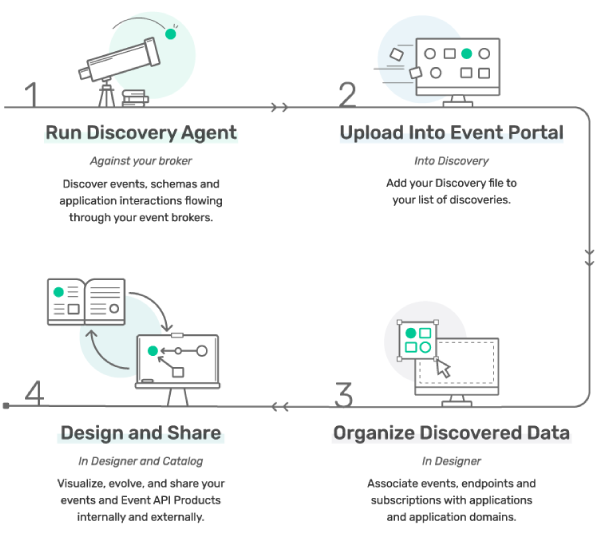 1
Run Discovery Agent
Against your broker
Discover events, schemas and
application interactions flowing
through your event brokers.
2
Upload Into Event Portal
Into Discovery
Add your Discovery file to
your list of discoveries.
3
Organize Discovered Data
In Designer
Associate events, endpoints and
subscriptions with applications
and application domains.
4
Design and Share
In Designer and Catalog
Visualize, evolve, and share your
events and Event API Products
internally and externally.